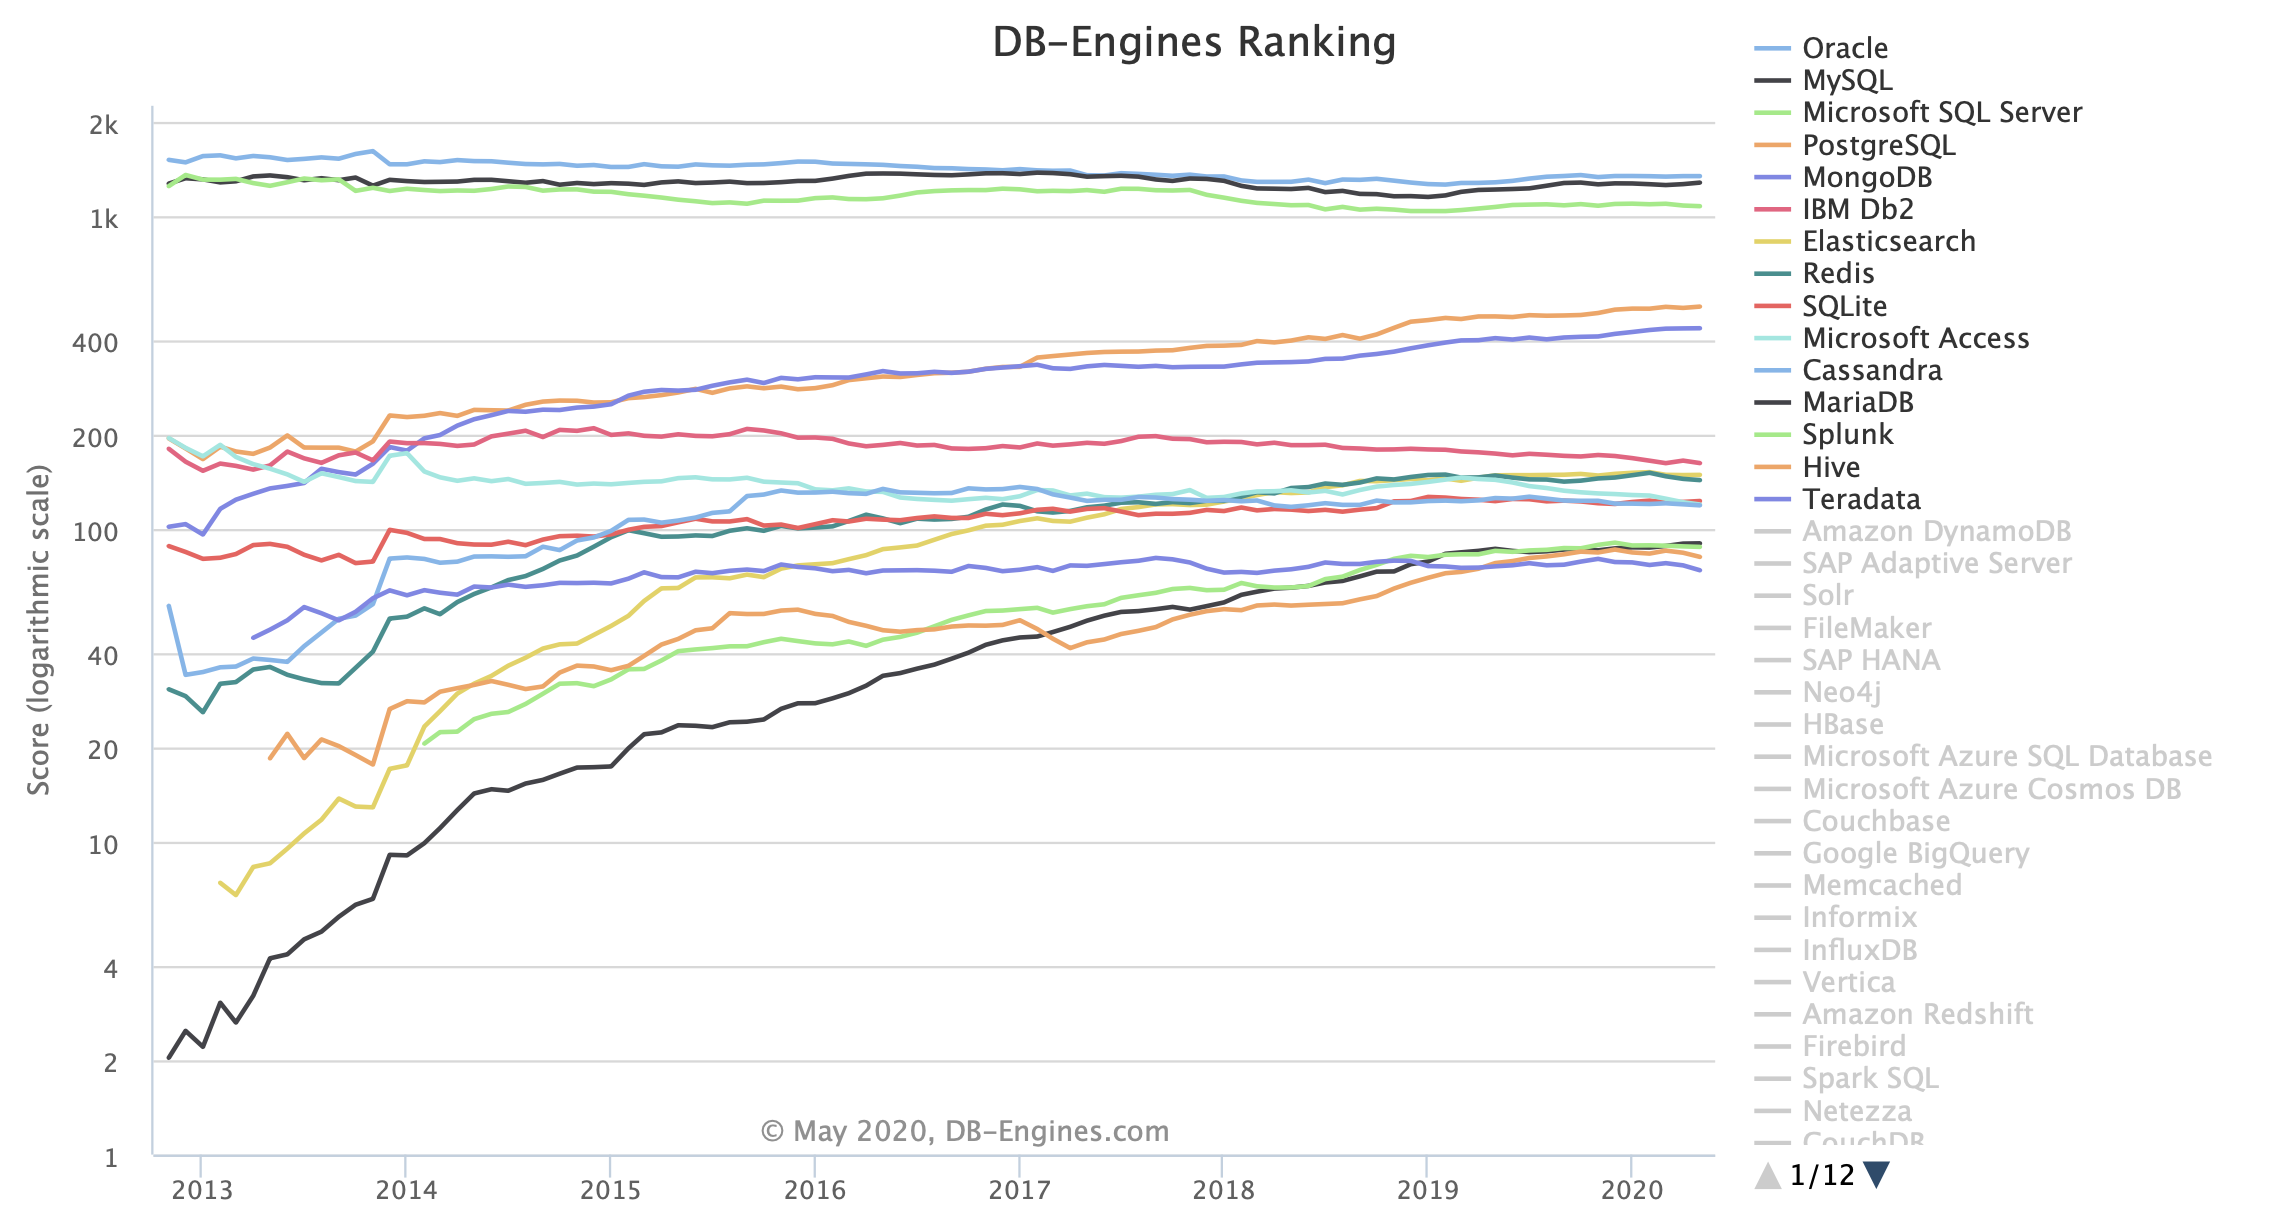 DB-Engines Ranking
Score (logarithmic scale)
2k
1k
400
200
100
40
20
10
4
2
1
2013
2014
2015
2016
2017
2018
2019
2020
© May 2020, DB-Engines.com
Oracle
MySQL
Microsoft SQL Server
PostgreSQL
MongoDB
IBM Db2
Elasticsearch
Redis
SQLite
Microsoft Access
Cassandra
MariaDB
Splunk
Hive
Teradata
Amazon DynamoDB
SAP Adaptive Server
Solr
FileMaker
SAP HANA
Neo4j
HBase
Microsoft Azure SQL Database
Microsoft Azure Cosmos DB
Couchbase
Google BigQuery
Memcached
Informix
InfluxDB
Vertica
Amazon Redshift
Firebird
Spark SQL
Netezza
CouchDB
1/12